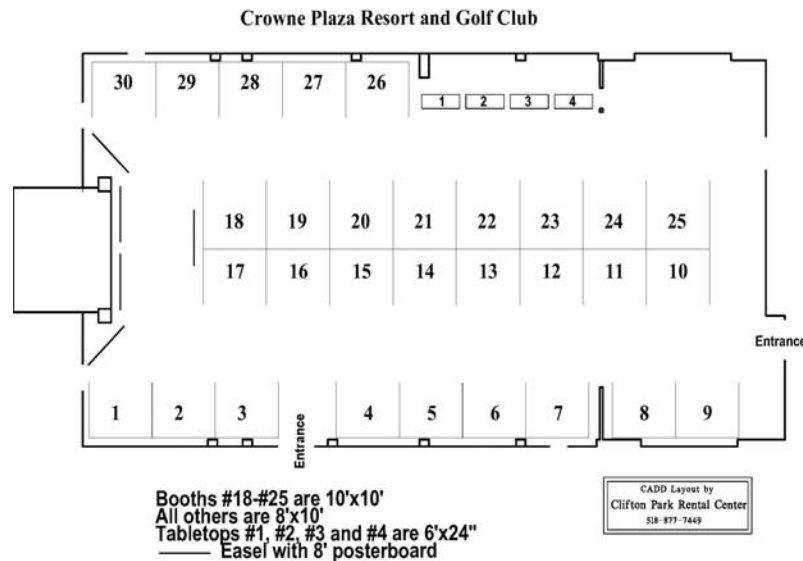 Crowne Plaza Resort and Golf Club
30 29 28 27 26
1 2 3 4
18 19 20 21 22 23 24 25
17 16 15 14 13 12 11 10
Entrance
1 2 3 4 5 6 7 8 9
Entrance
Booths #18-#25 are 10'x10'
All others are 8'x10'
Tabletops #1, #2, #3 and #4 are 6'x24"
Easel with 8' posterboard
CADD Layout by
Clifton Park Rental Center
518-877-7449